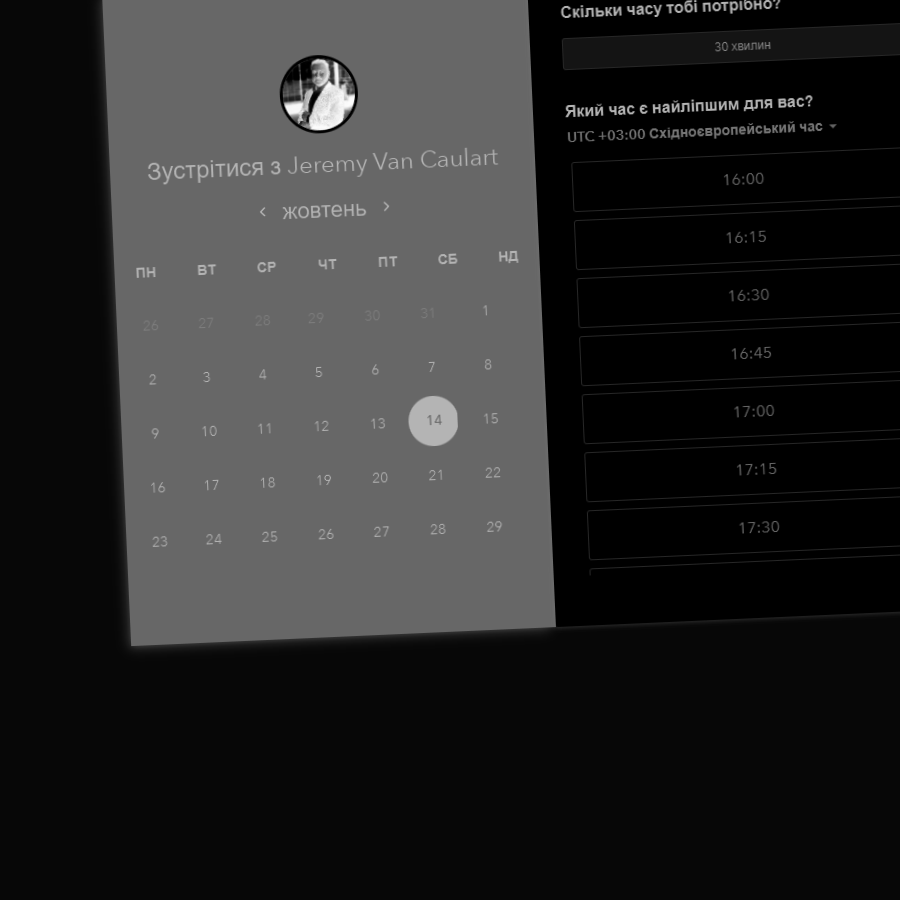 Зустрітися з Jeremy Van Caulart
‹ жовтень ›
ПН ВТ СР ЧТ ПТ СБ НД
26 27 28 29 30 31 1
2 3 4 5 6 7 8
9 10 11 12 13 14 15
16 17 18 19 20 21 22
23 24 25 26 27 28 29
Скільки часу тобі потрібно?
30 хвилин
Який час є найліпшим для вас?
UTC +03:00 Східноєвропейський час
16:00
16:15
16:30
16:45
17:00
17:15
17:30